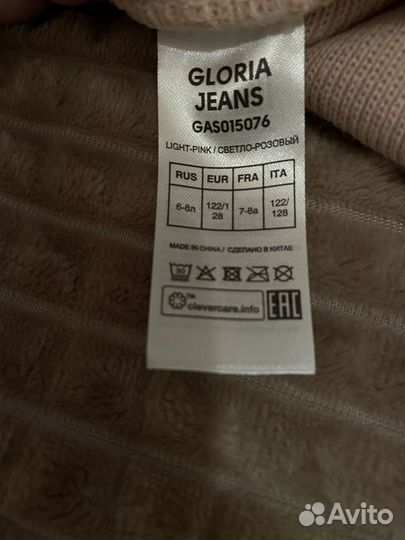 GLORIA
JEANS
GAS015076
LIGHT-PINK / СВЕТЛО-РОЗОВЫЙ
RUS EUR FRA ITA
6-8л 122/1 7-8a 122/
28 128
MADE IN CHINA / СДЕЛАНО В КИТАЕ
30
™
clevercare.info EAC
Avito